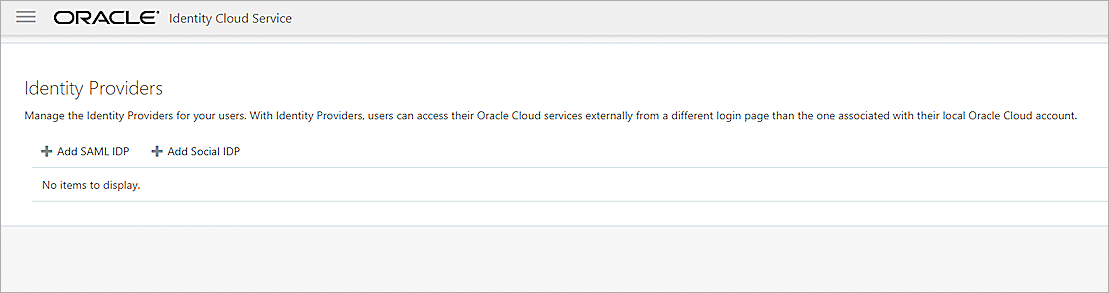 ORACLE® Identity Cloud Service
Identity Providers
Manage the Identity Providers for your users. With Identity Providers, users can access their Oracle Cloud services externally from a different login page than the one associated with their local Oracle Cloud account.
Add SAML IDP Add Social IDP
No items to display.